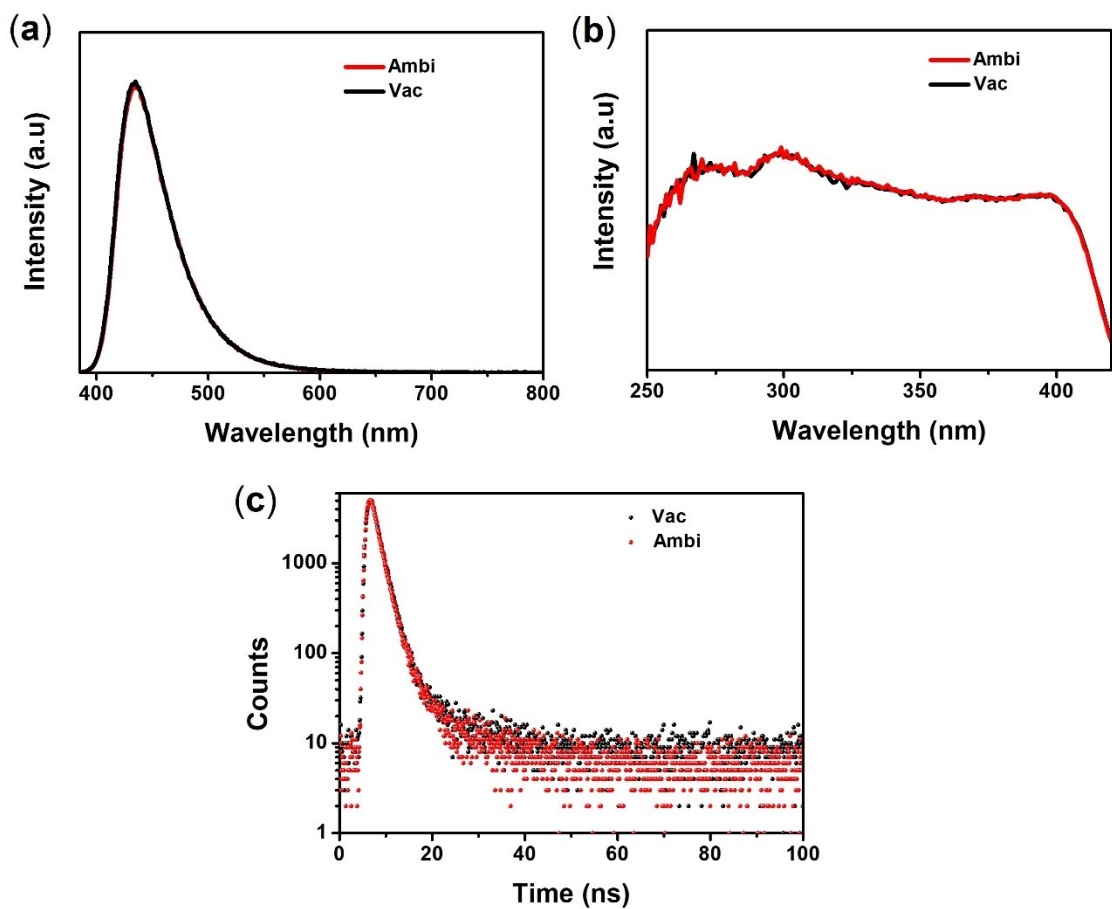 (a)
Ambi
Vac
Intensity (a.u)
400 500 600 700 800
Wavelength (nm)
(b)
Ambi
Vac
Intensity (a.u)
250 300 350 400
Wavelength (nm)
(c)
Vac
Ambi
1000
100
10
1
Counts
0 20 40 60 80 100
Time (ns)